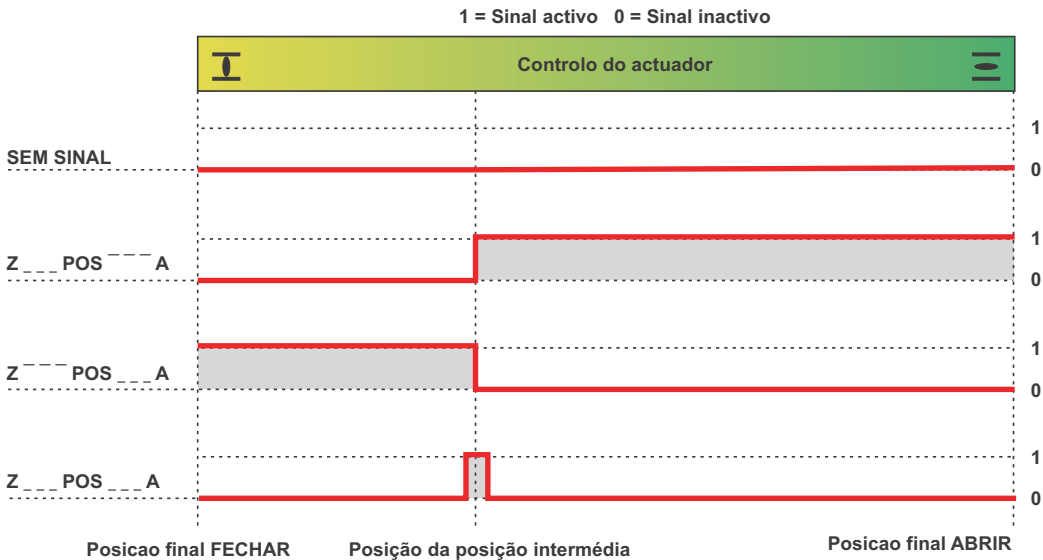 1 = Sinal activo 0 = Sinal inactivo
Controlo do actuador
1
SEM SINAL
0
1
Z _ _ _ POS ¯ ¯ ¯ A
0
1
Z ¯ ¯ ¯ POS _ _ _ A
0
1
Z _ _ _ POS _ _ _ A
0
Posicao final FECHAR
Posição da posição intermédia
Posicao final ABRIR